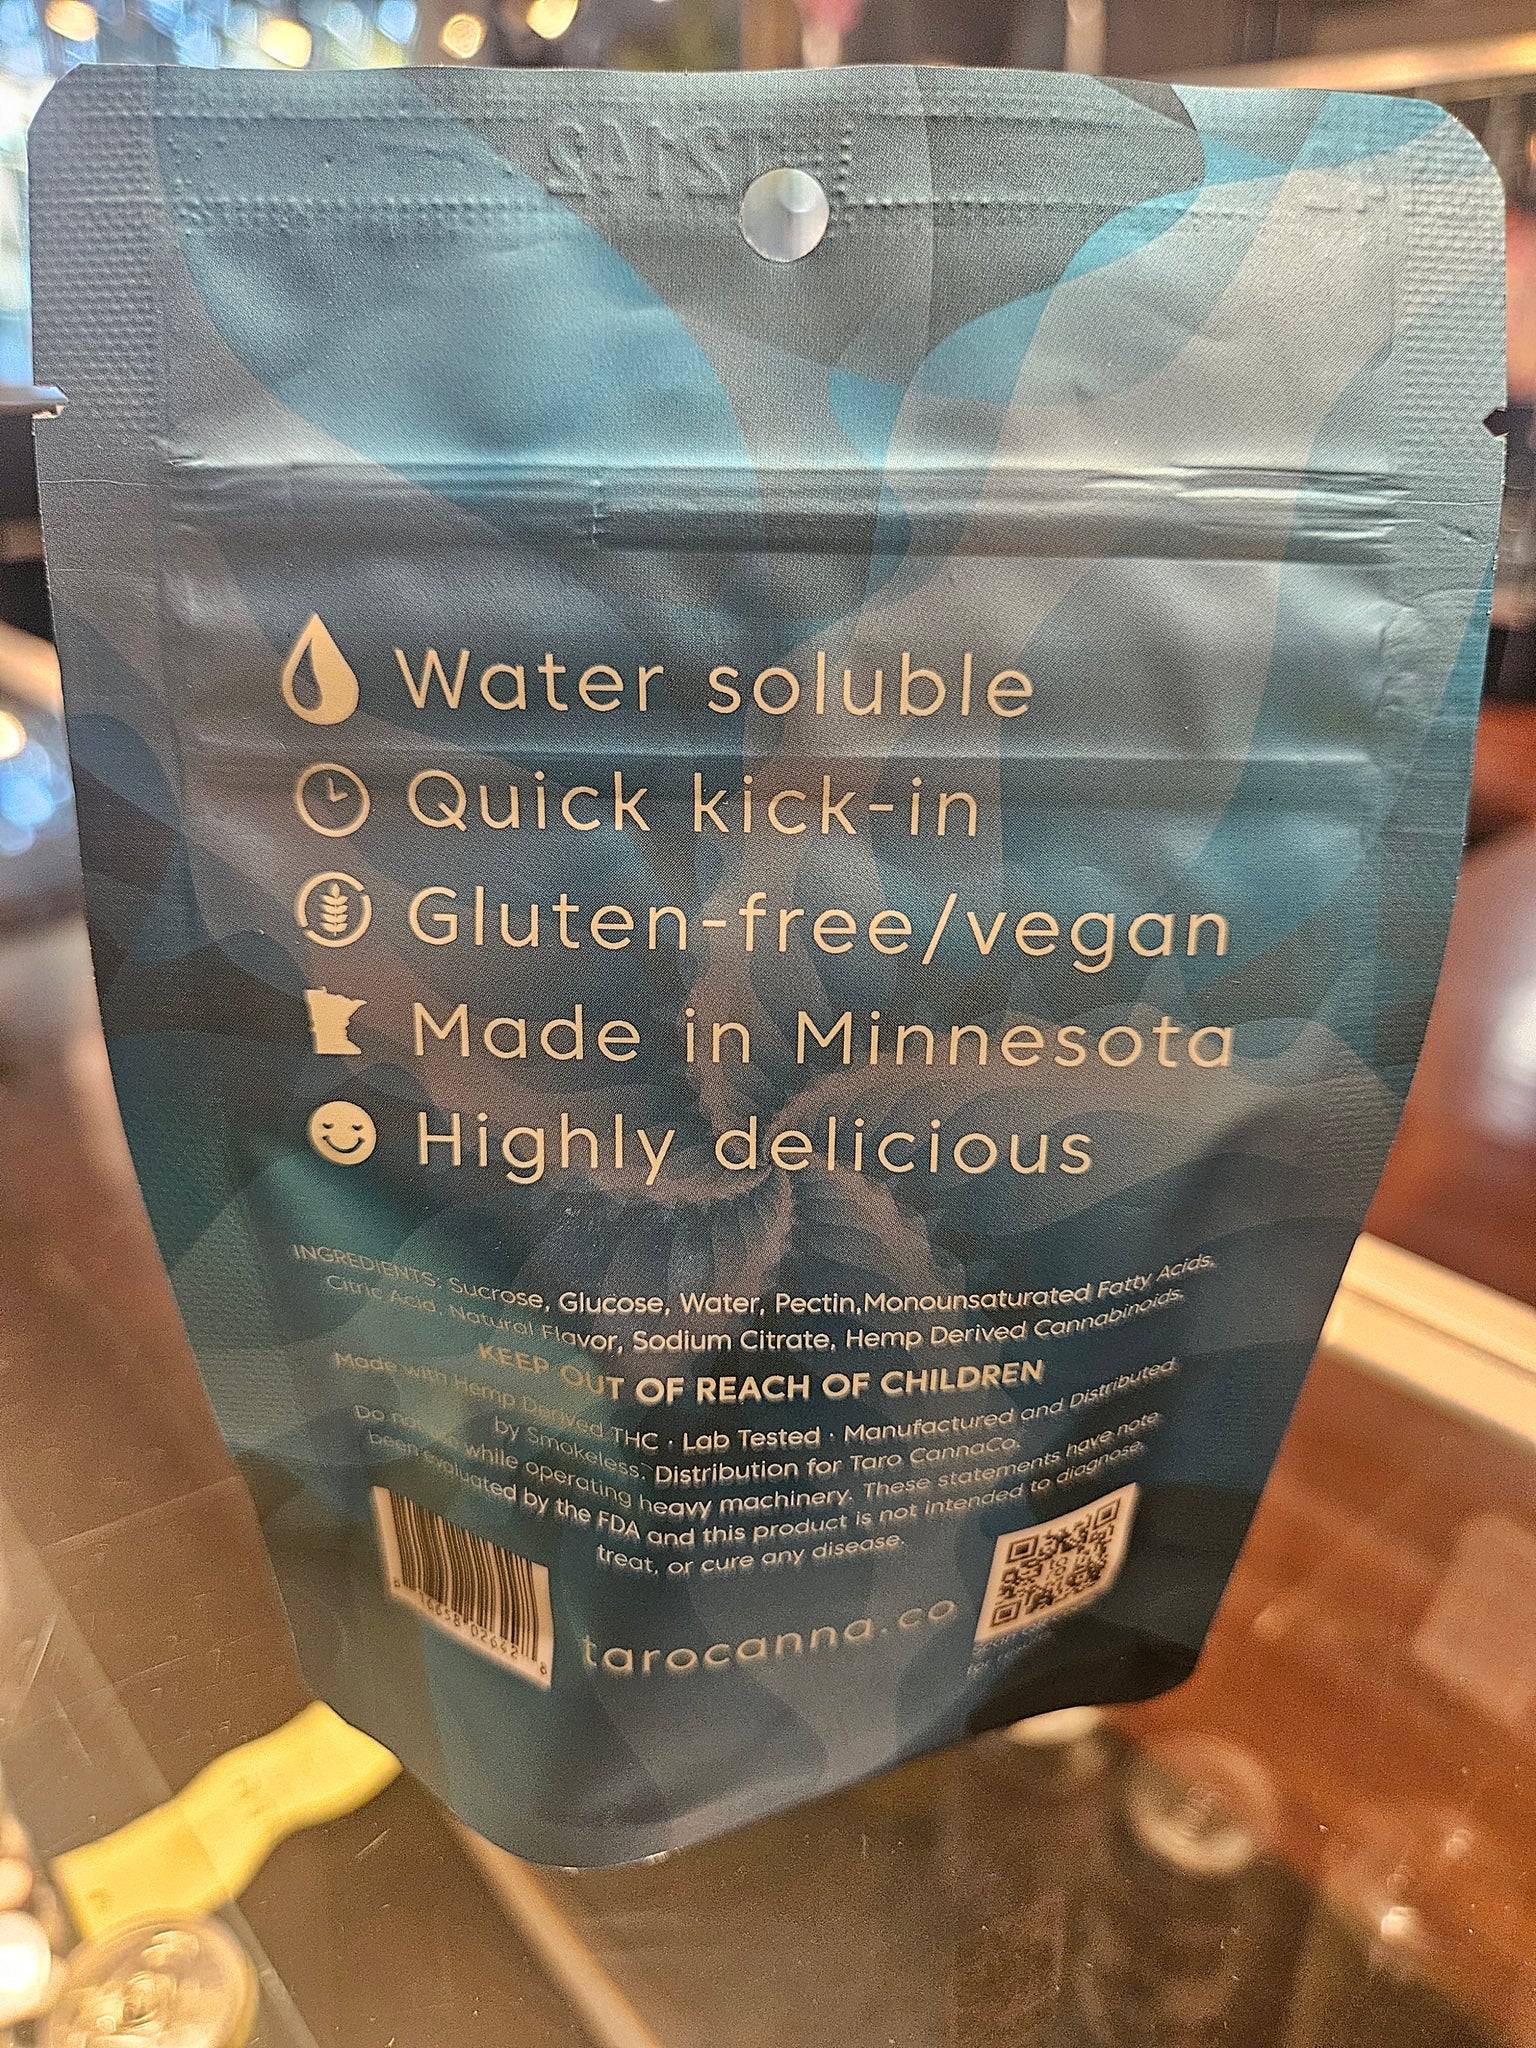 Water soluble
Quick kick-in
Gluten-free/vegan
Made in Minnesota
Highly delicious
INGREDIENTS: Sucrose, Glucose, Water, Pectin,Monounsaturated Fatty Acids,
Citric Acid, Natural Flavor, Sodium Citrate, Hemp Derived Cannabinoids.
KEEP OUT OF REACH OF CHILDREN
Made with Hemp Derived THC · Lab Tested · Manufactured and Distributed
by Smokeless. Distribution for Taro CannaCo.
Do not use while operating heavy machinery. These statements have note
been evaluated by the FDA and this product is not intended to diagnose,
treat, or cure any disease.
tarocanna.co